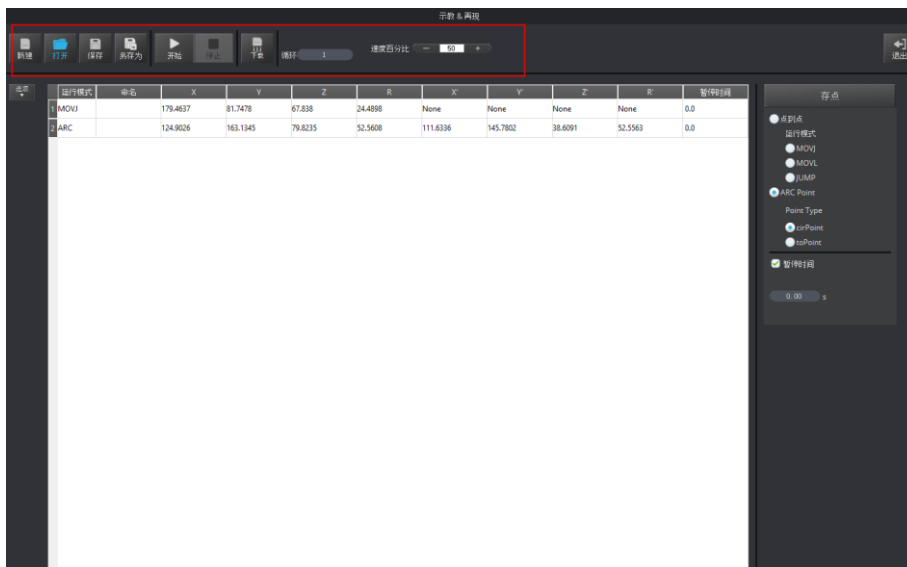 示教 & 再现
新建 打开 保存 另存为 开始 停止 下载 循环 1 速度百分比 − 50 + 退出
选项
运行模式 命名 X Y Z R X' Y' Z' R' 暂停时间
1 MOVJ 179.4637 81.7478 67.838 24.4898 None None None None 0.0
2 ARC 124.9026 163.1345 79.8235 52.5608 111.6336 145.7802 38.6091 52.5563 0.0
存点
点到点
运行模式
MOVJ
MOVL
JUMP
ARC Point
Point Type
cirPoint
toPoint
暂停时间
0.00 s